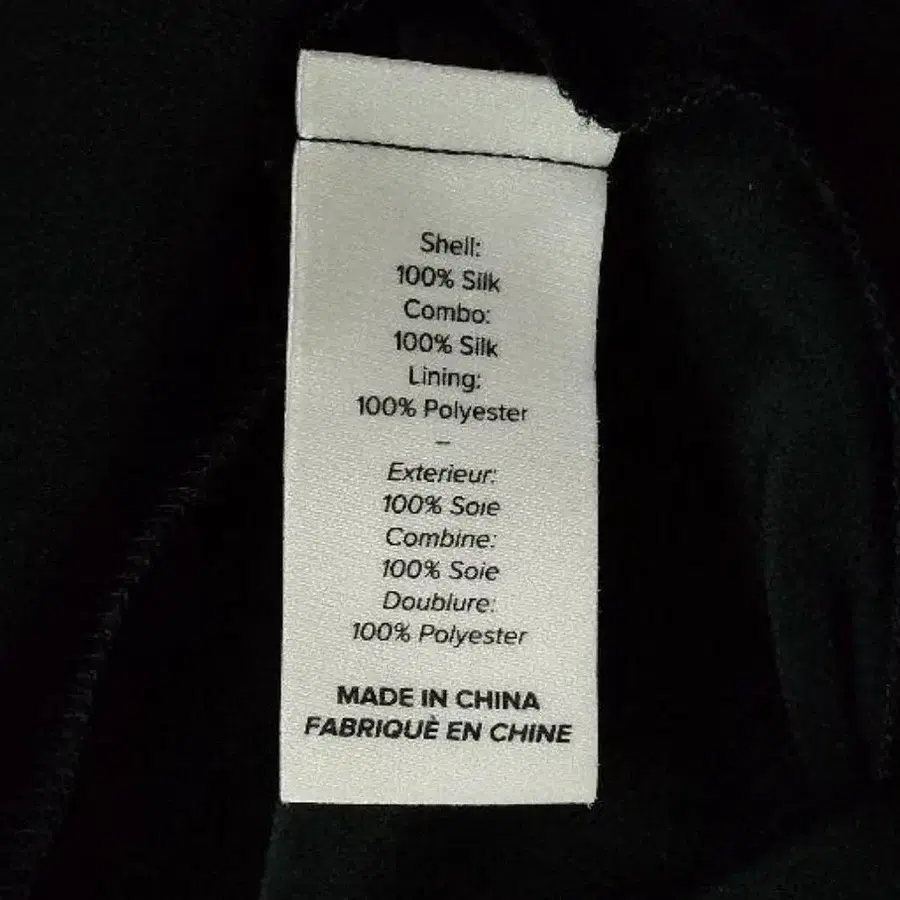 Shell:
100% Silk
Combo:
100% Silk
Lining:
100% Polyester
–
Exterieur:
100% Soie
Combine:
100% Soie
Doublure:
100% Polyester
MADE IN CHINA
FABRIQUÈ EN CHINE